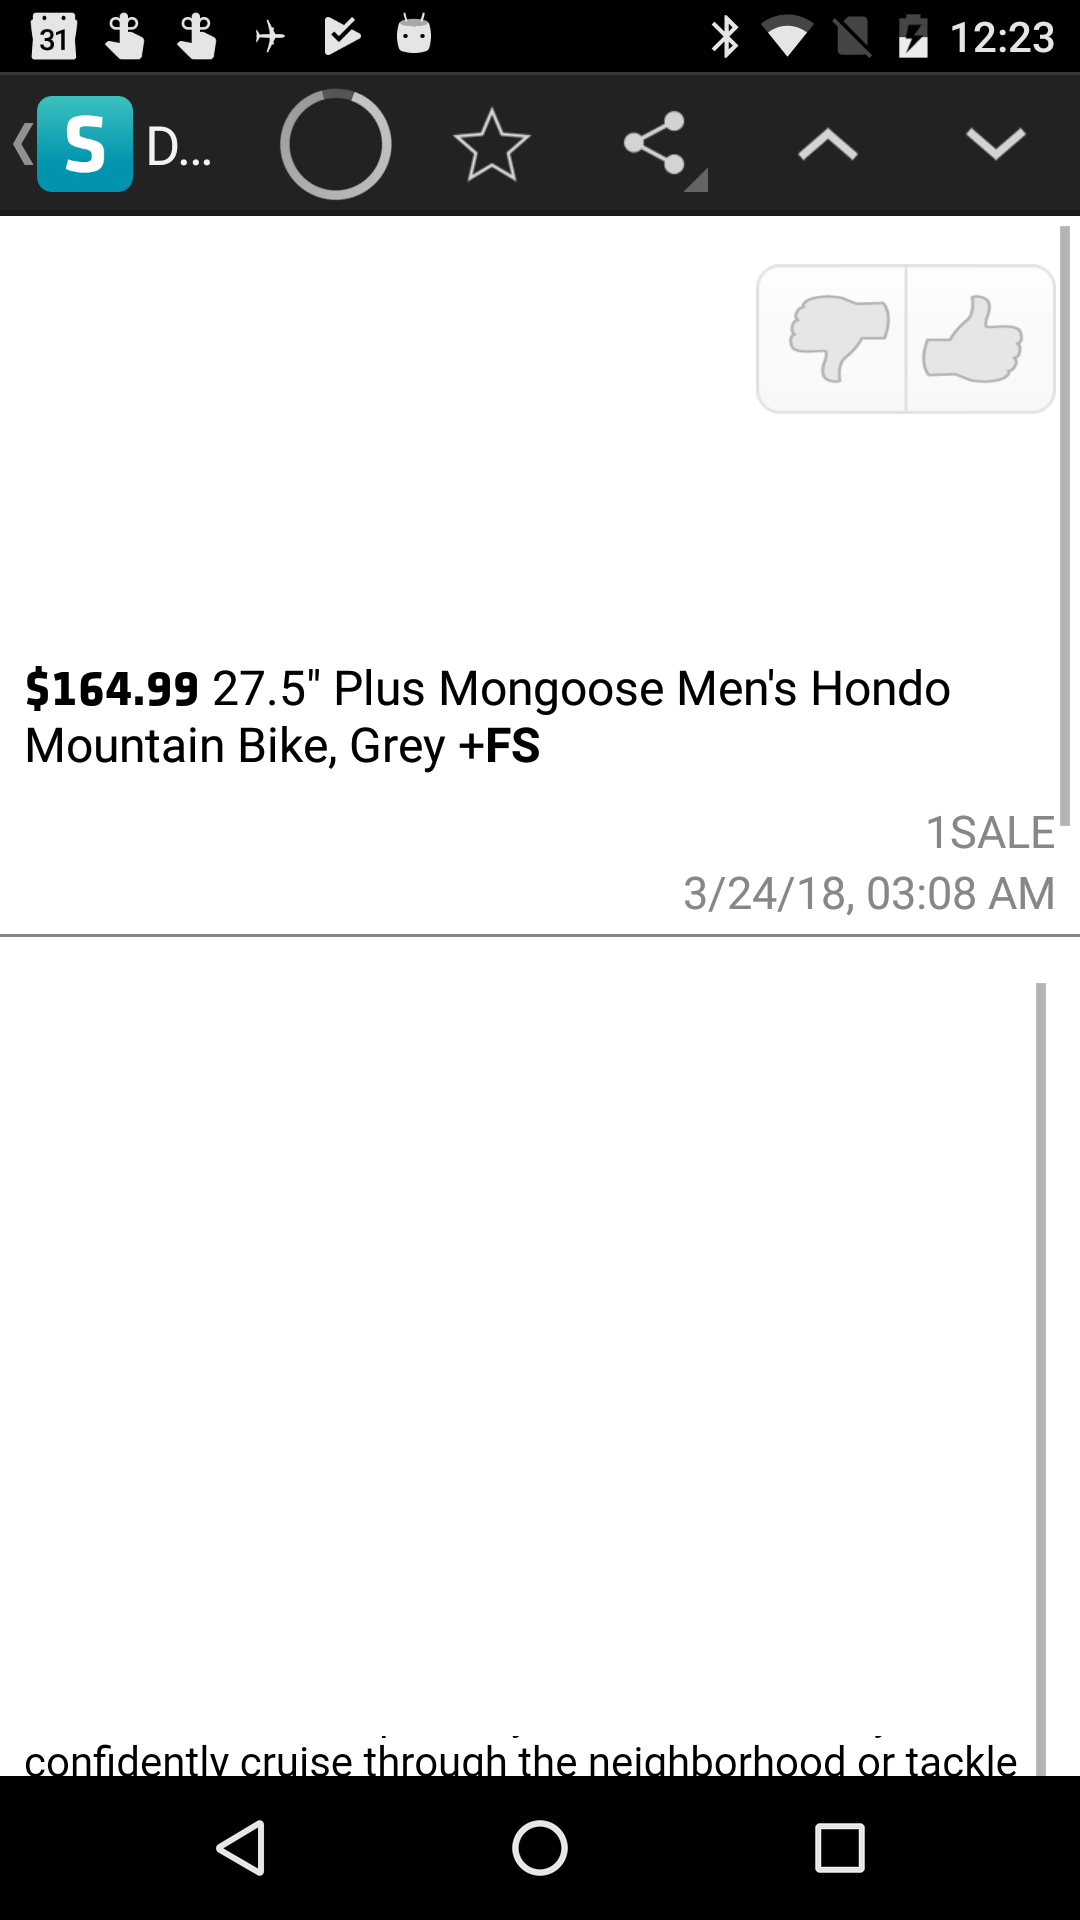 31
12:23
S
D...
$164.99 27.5" Plus Mongoose Men's Hondo
Mountain Bike, Grey +FS
1SALE
3/24/18, 03:08 AM
confidently cruise through the neighborhood or tackle